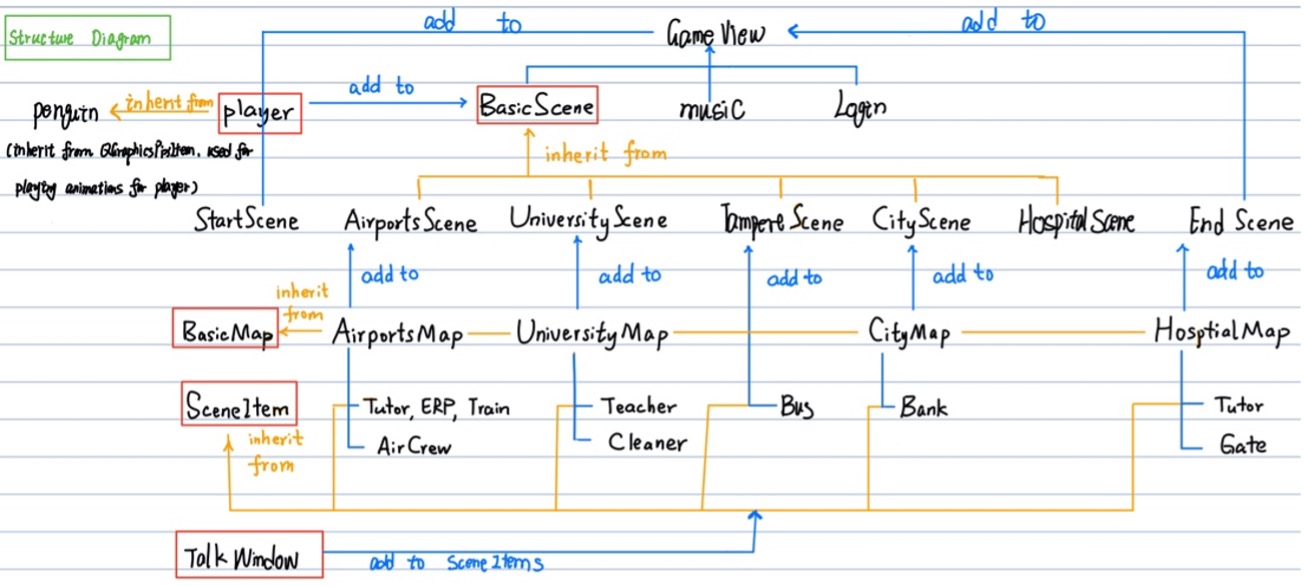 add to
add to
Structure Diagram
Game View
penguin
inherit from
player
add to
BasicScene
music
Login
(inherit from QGraphicsPixItem, used for
playing animations for player)
inherit from
StartScene
AirportsScene
UniversityScene
Tampere Scene
CityScene
Hospital Scene
End Scene
add to
add to
add to
add to
add to
inherit
from
BasicMap
AirportsMap
UniversityMap
CityMap
HosptialMap
SceneItem
Tutor, ERP, Train
Teacher
Bus
Bank
Tutor
inherit
from
AirCrew
Cleaner
Gate
Talk Window
add to SceneItems